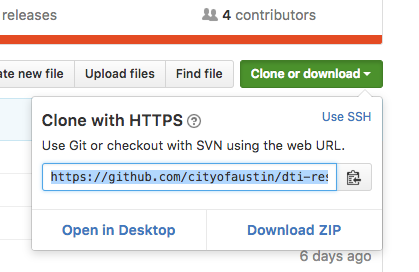 releases
4 contributors
ate new file
Upload files
Find file
Clone or download
Clone with HTTPS ?
Use SSH
Use Git or checkout with SVN using the web URL.
https://github.com/cityofaustin/dti-res
Open in Desktop
Download ZIP
6 days ago